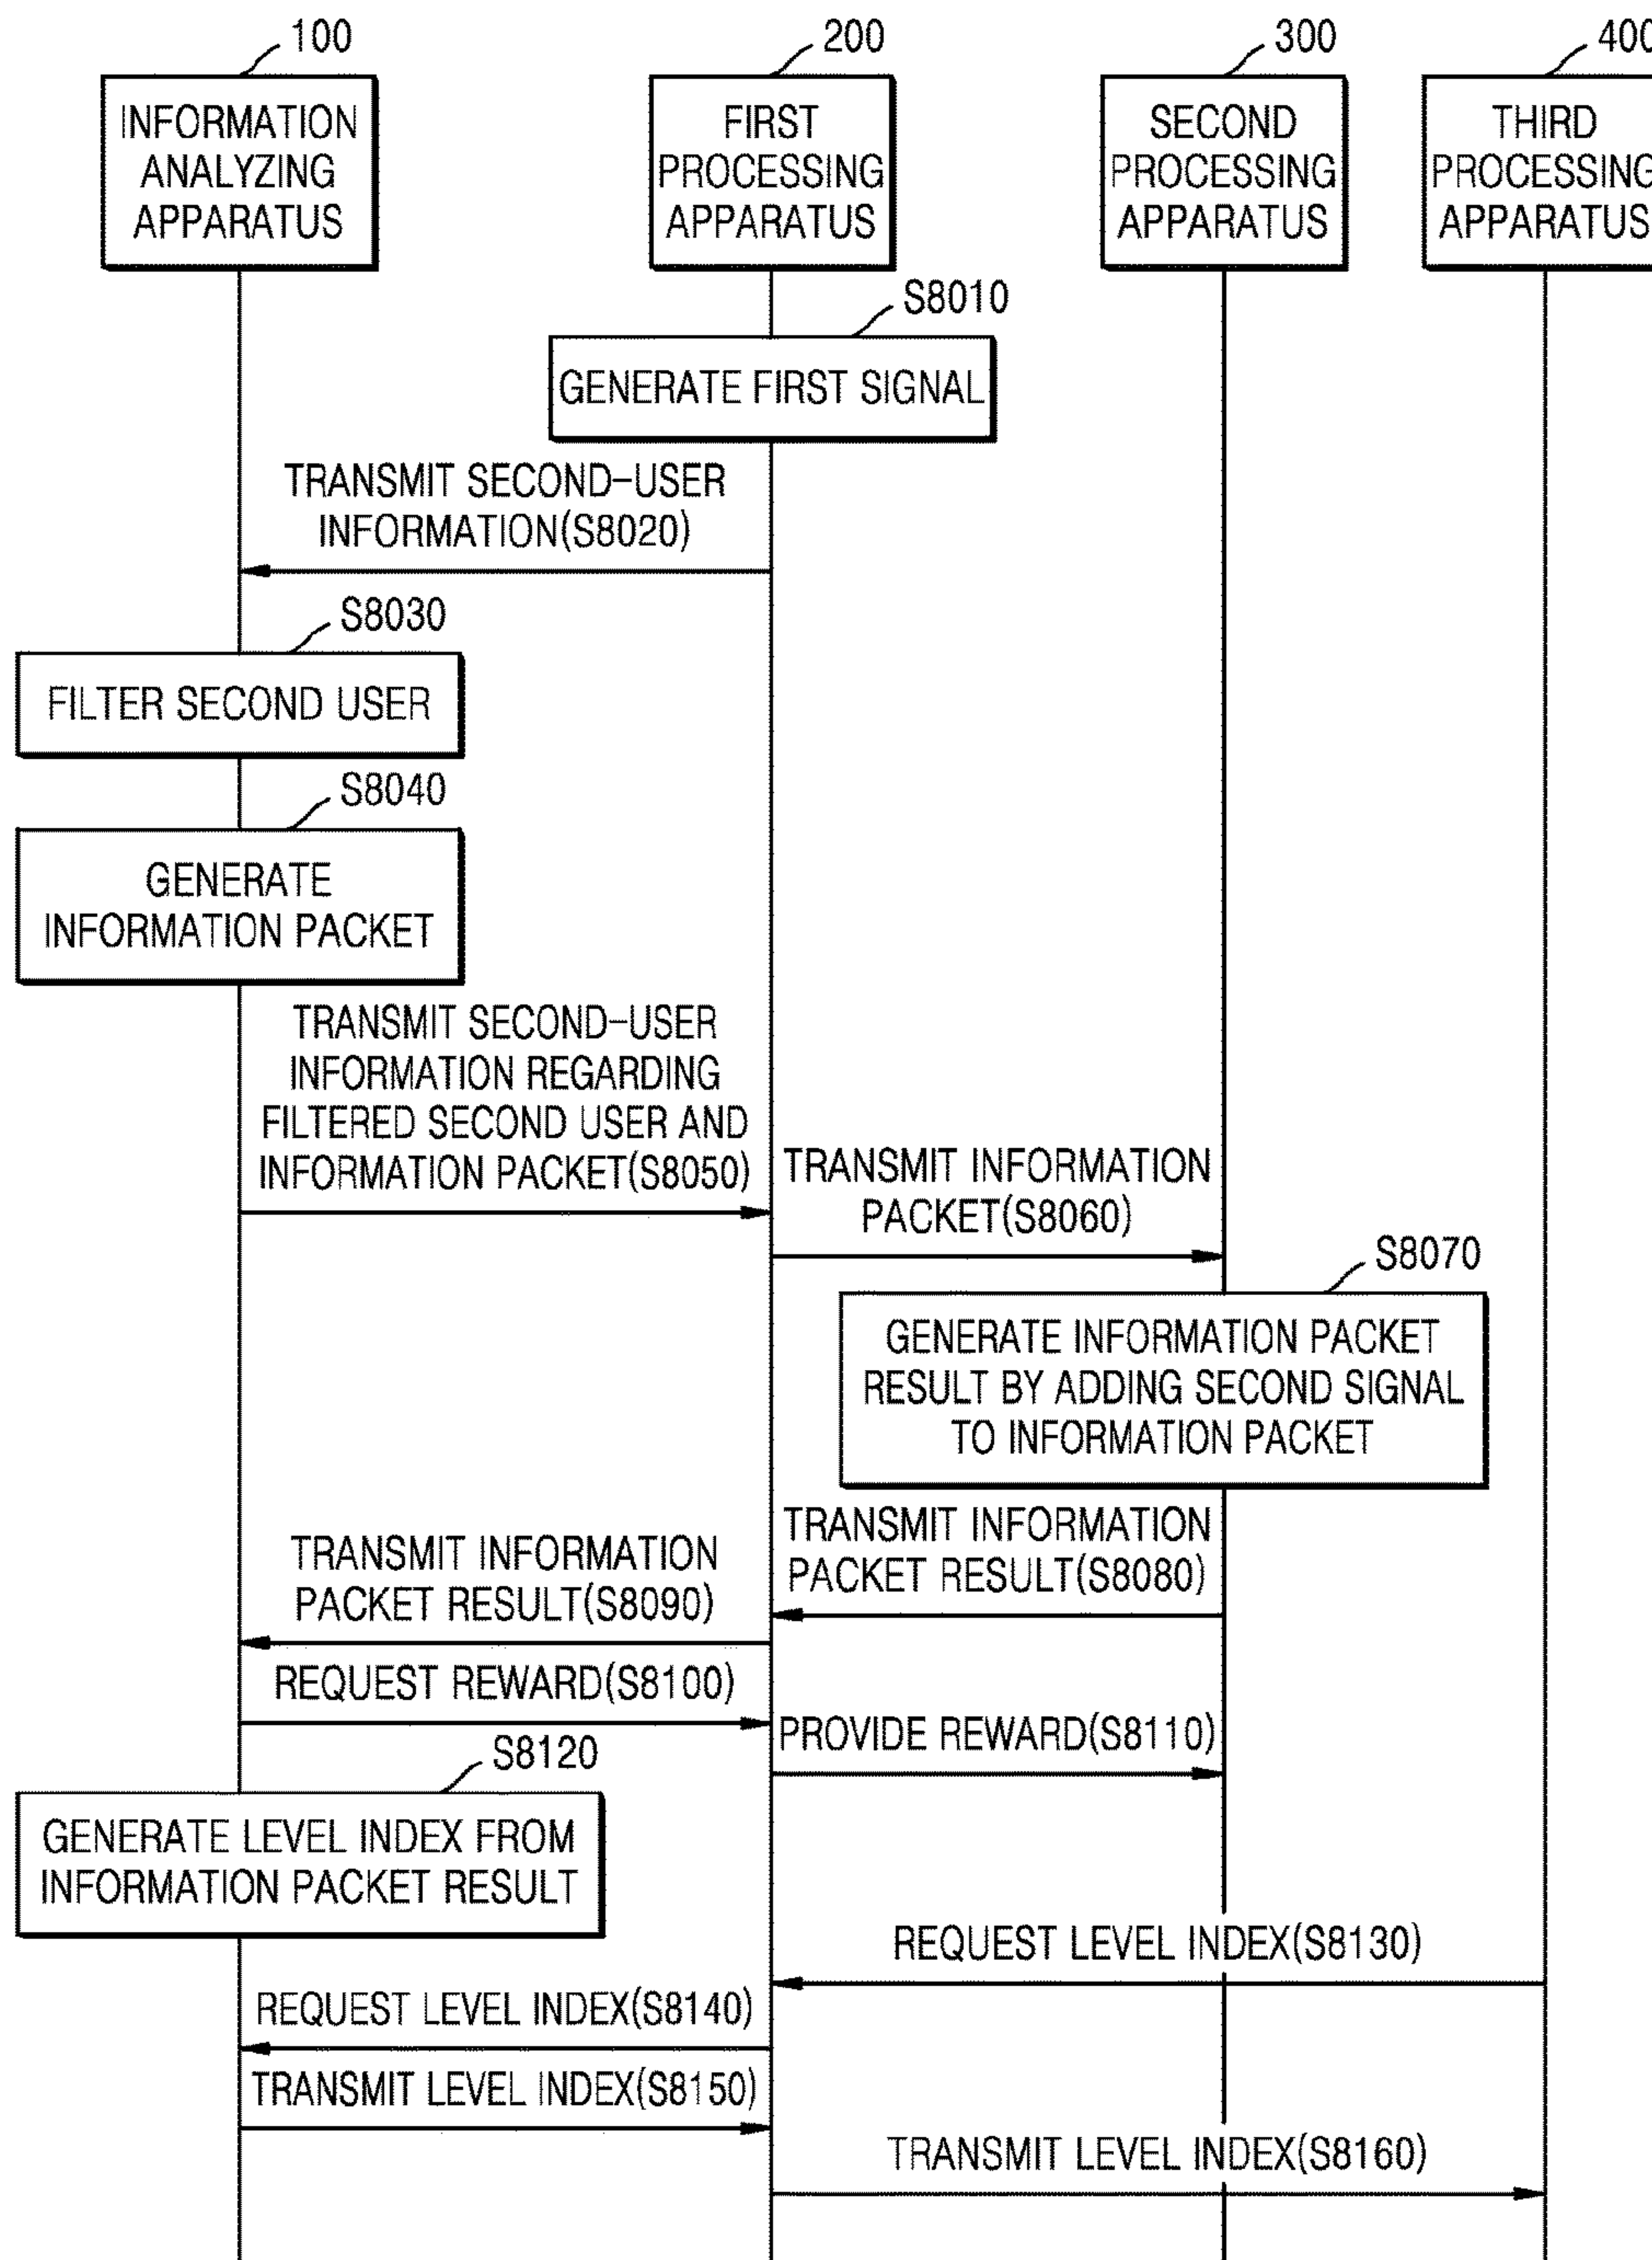 100
200
300
400
INFORMATION
ANALYZING
APPARATUS
FIRST
PROCESSING
APPARATUS
SECOND
PROCESSING
APPARATUS
THIRD
PROCESSING
APPARATUS
S8010
GENERATE FIRST SIGNAL
TRANSMIT SECOND-USER
INFORMATION(S8020)
S8030
FILTER SECOND USER
S8040
GENERATE
INFORMATION PACKET
TRANSMIT SECOND-USER
INFORMATION REGARDING
FILTERED SECOND USER AND
INFORMATION PACKET(S8050)
TRANSMIT INFORMATION
PACKET(S8060)
S8070
GENERATE INFORMATION PACKET
RESULT BY ADDING SECOND SIGNAL
TO INFORMATION PACKET
TRANSMIT INFORMATION
PACKET RESULT(S8080)
TRANSMIT INFORMATION
PACKET RESULT(S8090)
REQUEST REWARD(S8100)
PROVIDE REWARD(S8110)
S8120
GENERATE LEVEL INDEX FROM
INFORMATION PACKET RESULT
REQUEST LEVEL INDEX(S8130)
REQUEST LEVEL INDEX(S8140)
TRANSMIT LEVEL INDEX(S8150)
TRANSMIT LEVEL INDEX(S8160)